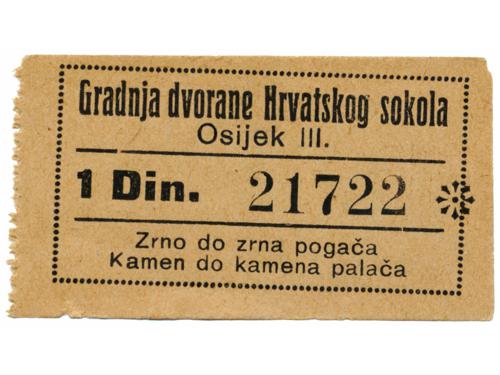 Gradnja dvorane Hrvatskog sokola
Osijek III.
1 Din. 21722
Zrno do zrna pogača
Kamen do kamena palača